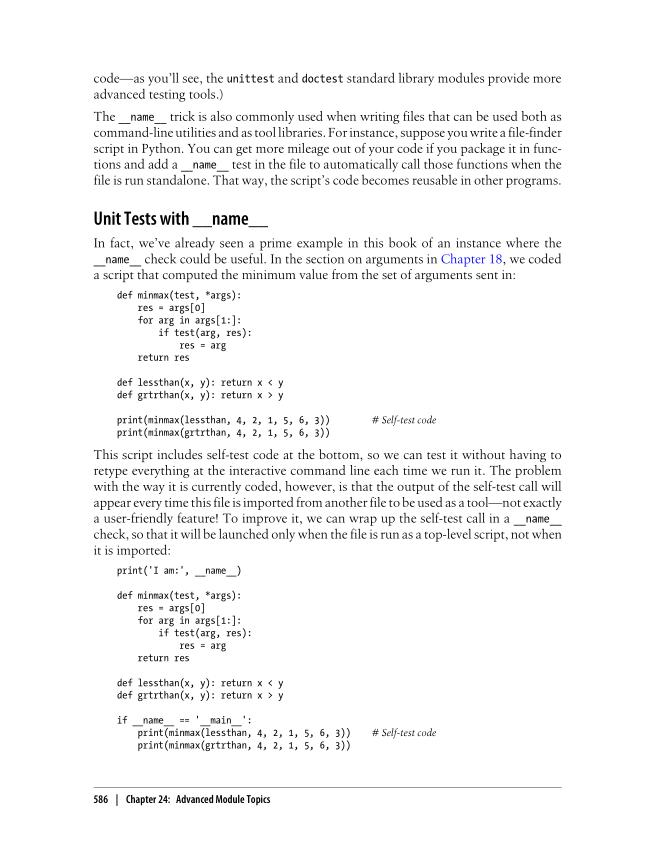 code—as you'll see, the unittest and doctest standard library modules provide more
advanced testing tools.)
The __name__ trick is also commonly used when writing files that can be used both as
command-line utilities and as tool libraries. For instance, suppose you write a file-finder
script in Python. You can get more mileage out of your code if you package it in func-
tions and add a __name__ test in the file to automatically call those functions when the
file is run standalone. That way, the script's code becomes reusable in other programs.
Unit Tests with __name__
In fact, we've already seen a prime example in this book of an instance where the
__name__ check could be useful. In the section on arguments in Chapter 18, we coded
a script that computed the minimum value from the set of arguments sent in:
def minmax(test, *args):
    res = args[0]
    for arg in args[1:]:
        if test(arg, res):
            res = arg
    return res
def lessthan(x, y): return x < y
def grtrthan(x, y): return x > y
print(minmax(lessthan, 4, 2, 1, 5, 6, 3)) # Self-test code
print(minmax(grtrthan, 4, 2, 1, 5, 6, 3))
This script includes self-test code at the bottom, so we can test it without having to
retype everything at the interactive command line each time we run it. The problem
with the way it is currently coded, however, is that the output of the self-test call will
appear every time this file is imported from another file to be used as a tool—not exactly
a user-friendly feature! To improve it, we can wrap up the self-test call in a __name__
check, so that it will be launched only when the file is run as a top-level script, not when
it is imported:
print('I am:', __name__)
def minmax(test, *args):
    res = args[0]
    for arg in args[1:]:
        if test(arg, res):
            res = arg
    return res
def lessthan(x, y): return x < y
def grtrthan(x, y): return x > y
if __name__ == '__main__':
    print(minmax(lessthan, 4, 2, 1, 5, 6, 3)) # Self-test code
    print(minmax(grtrthan, 4, 2, 1, 5, 6, 3))
586 | Chapter 24: Advanced Module Topics